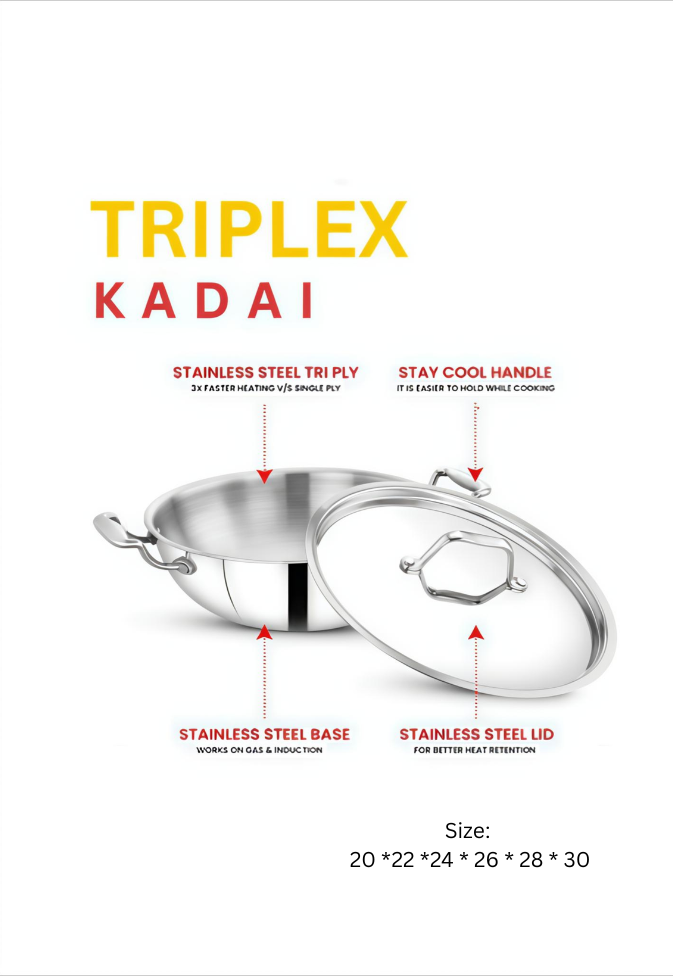 TRIPLEX
KADAI
STAINLESS STEEL TRI PLY
3X FASTER HEATING V/S SINGLE PLY
STAY COOL HANDLE
IT IS EASIER TO HOLD WHILE COOKING
STAINLESS STEEL BASE
WORKS ON GAS & INDUCTION
STAINLESS STEEL LID
FOR BETTER HEAT RETENTION
Size:
20 *22 *24 * 26 * 28 * 30